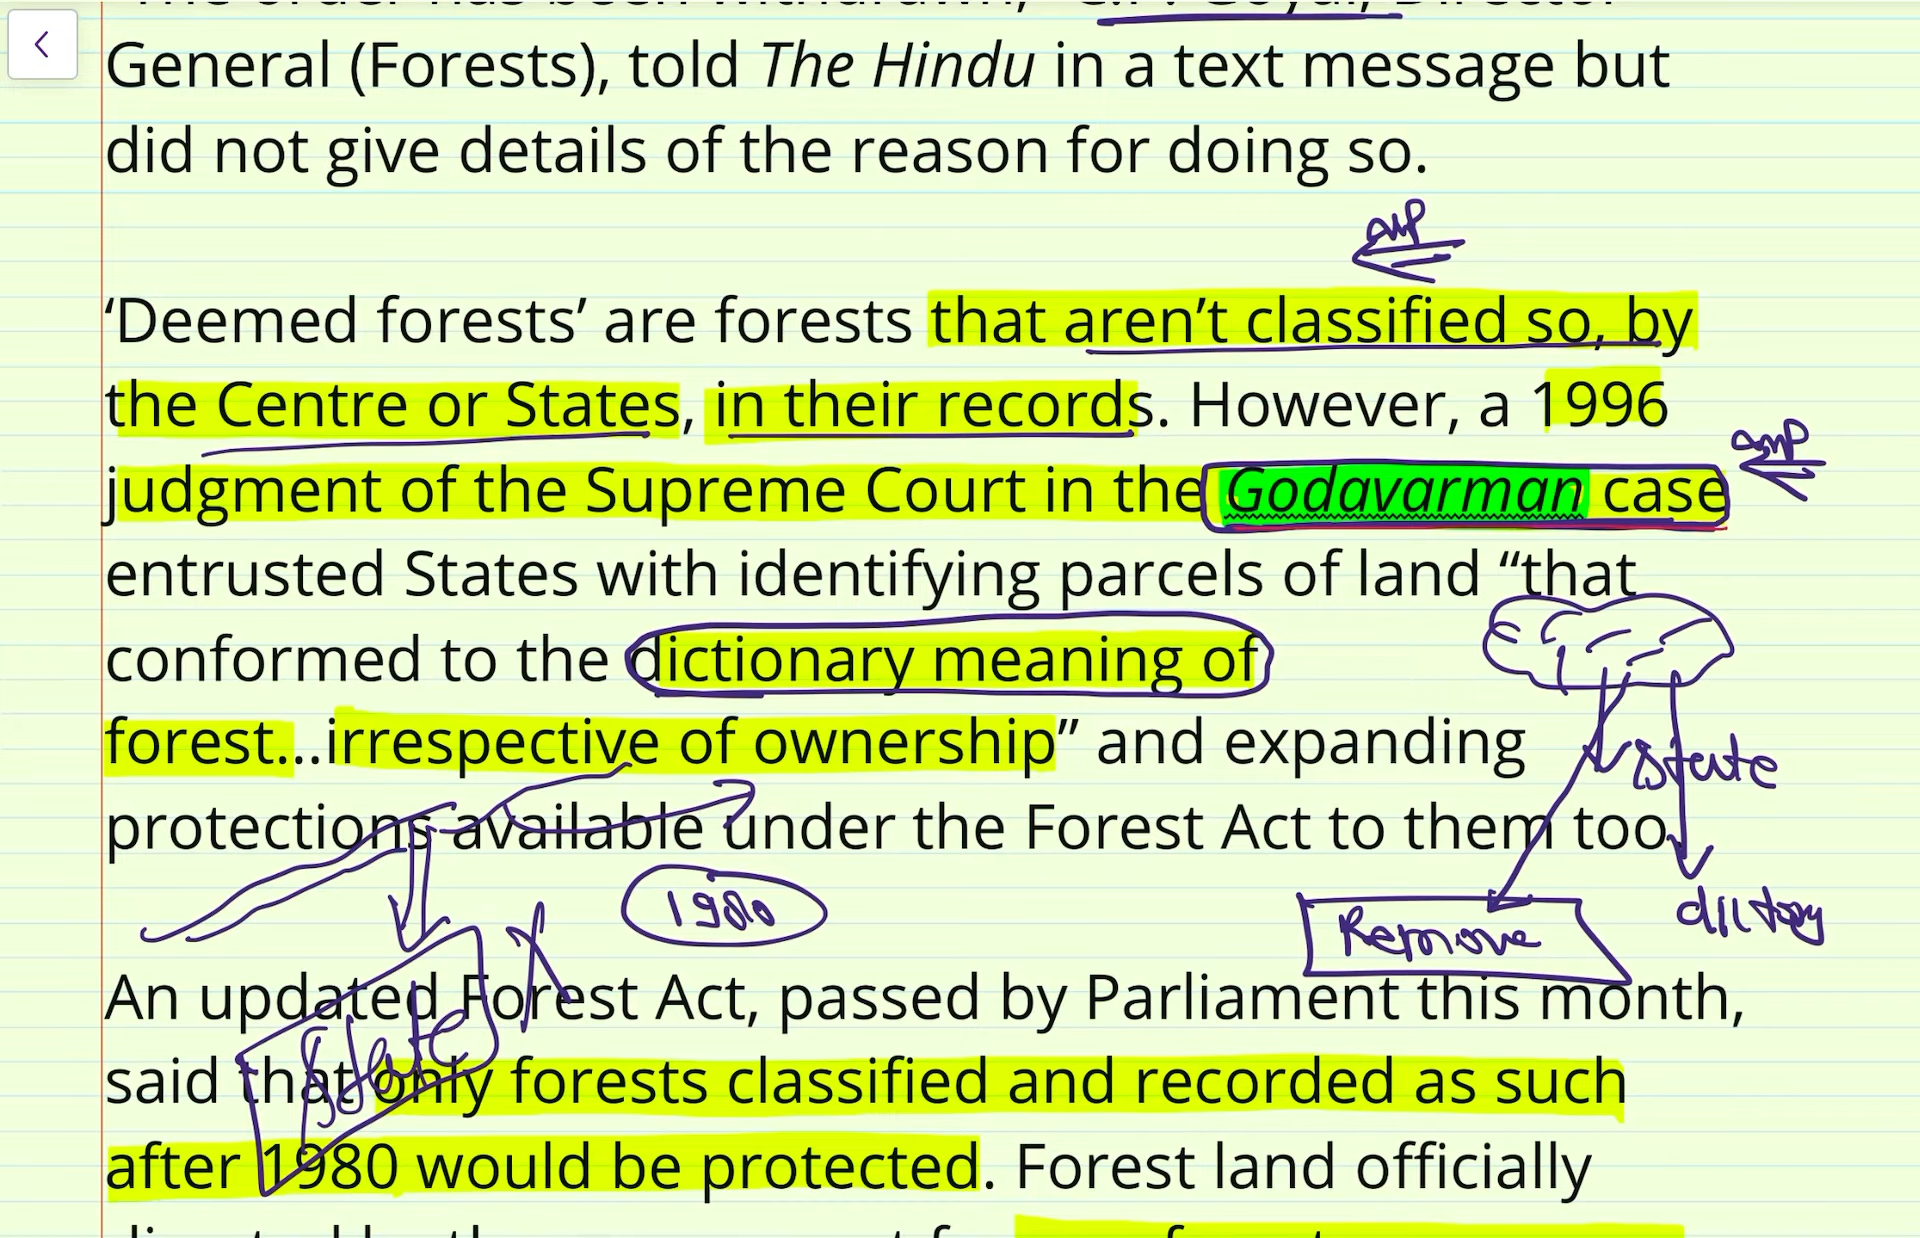 General (Forests), told The Hindu in a text message but
did not give details of the reason for doing so.
‘Deemed forests’ are forests that aren’t classified so, by
the Centre or States, in their records. However, a 1996
judgment of the Supreme Court in the Godavarman case
entrusted States with identifying parcels of land “that
conformed to the dictionary meaning of
forest...irrespective of ownership” and expanding
state
protections available under the Forest Act to them too.
1980
Remove
An updated Forest Act, passed by Parliament this month,
State
said that only forests classified and recorded as such
after 1980 would be protected. Forest land officially